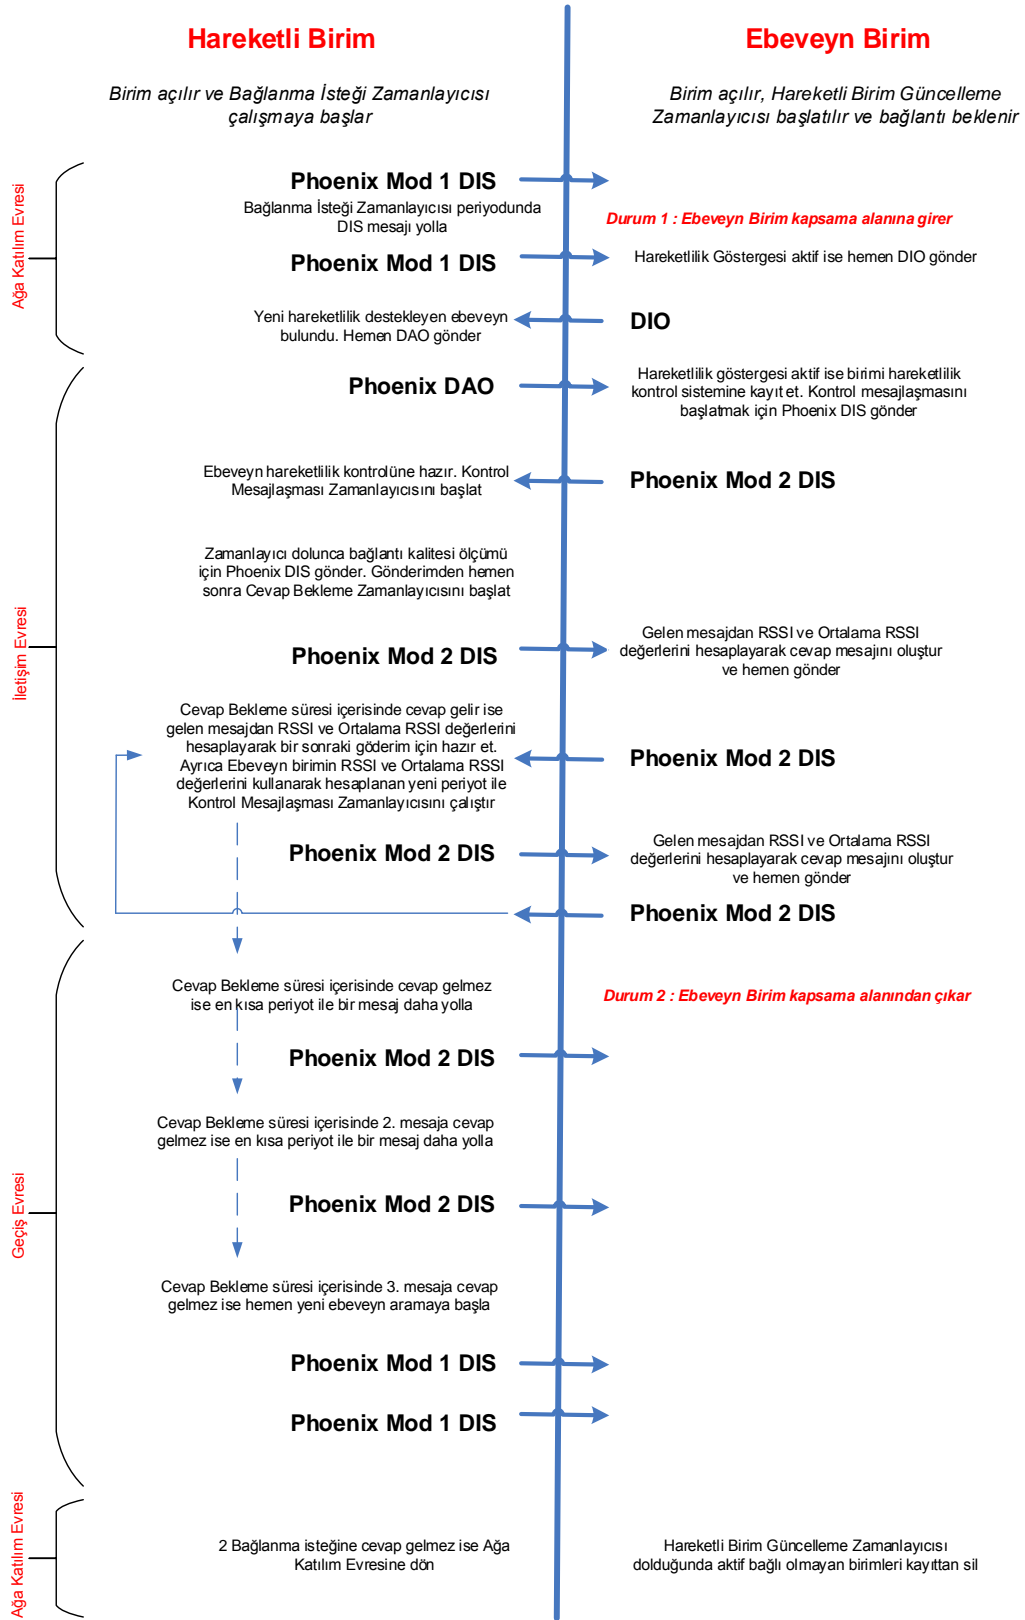 Hareketli Birim
Ebeveyn Birim
Birim açılır ve Bağlanma İsteği Zamanlayıcısı
çalışmaya başlar
Birim açılır, Hareketli Birim Güncelleme
Zamanlayıcısı başlatılır ve bağlantı beklenir
Ağa Katılım Evresi
Phoenix Mod 1 DIS
Bağlanma İsteği Zamanlayıcısı periyodunda
DIS mesajı yolla
Durum 1 : Ebeveyn Birim kapsama alanına girer
Phoenix Mod 1 DIS
Hareketlilik Göstergesi aktif ise hemen DIO gönder
Yeni hareketlilik destekleyen ebeveyn
bulundu. Hemen DAO gönder
DIO
İletişim Evresi
Phoenix DAO
Hareketlilik göstergesi aktif ise birimi hareketlilik
kontrol sistemine kayıt et. Kontrol mesajlaşmasını
başlatmak için Phoenix DIS gönder
Ebeveyn hareketlilik kontrolüne hazır. Kontrol
Mesajlaşması Zamanlayıcısını başlat
Phoenix Mod 2 DIS
Zamanlayıcı dolunca bağlantı kalitesi ölçümü
için Phoenix DIS gönder. Gönderimden hemen
sonra Cevap Bekleme Zamanlayıcısını başlat
Phoenix Mod 2 DIS
Gelen mesajdan RSSI ve Ortalama RSSI
değerlerini hesaplayarak cevap mesajını oluştur
ve hemen gönder
Cevap Bekleme süresi içerisinde cevap gelir ise
gelen mesajdan RSSI ve Ortalama RSSI değerlerini
hesaplayarak bir sonraki göderim için hazır et.
Ayrıca Ebeveyn birimin RSSI ve Ortalama RSSI
değerlerini kullanarak hesaplanan yeni periyot ile
Kontrol Mesajlaşması Zamanlayıcısını çalıştır
Phoenix Mod 2 DIS
Phoenix Mod 2 DIS
Gelen mesajdan RSSI ve Ortalama RSSI
değerlerini hesaplayarak cevap mesajını oluştur
ve hemen gönder
Phoenix Mod 2 DIS
Geçiş Evresi
Cevap Bekleme süresi içerisinde cevap gelmez
ise en kısa periyot ile bir mesaj daha yolla
Durum 2 : Ebeveyn Birim kapsama alanından çıkar
Phoenix Mod 2 DIS
Cevap Bekleme süresi içerisinde 2. mesaja cevap
gelmez ise en kısa periyot ile bir mesaj daha yolla
Phoenix Mod 2 DIS
Cevap Bekleme süresi içerisinde 3. mesaja cevap
gelmez ise hemen yeni ebeveyn aramaya başla
Phoenix Mod 1 DIS
Phoenix Mod 1 DIS
Ağa Katılım Evresi
2 Bağlanma isteğine cevap gelmez ise Ağa
Katılım Evresine dön
Hareketli Birim Güncelleme Zamanlayıcısı
dolduğunda aktif bağlı olmayan birimleri kayıttan sil